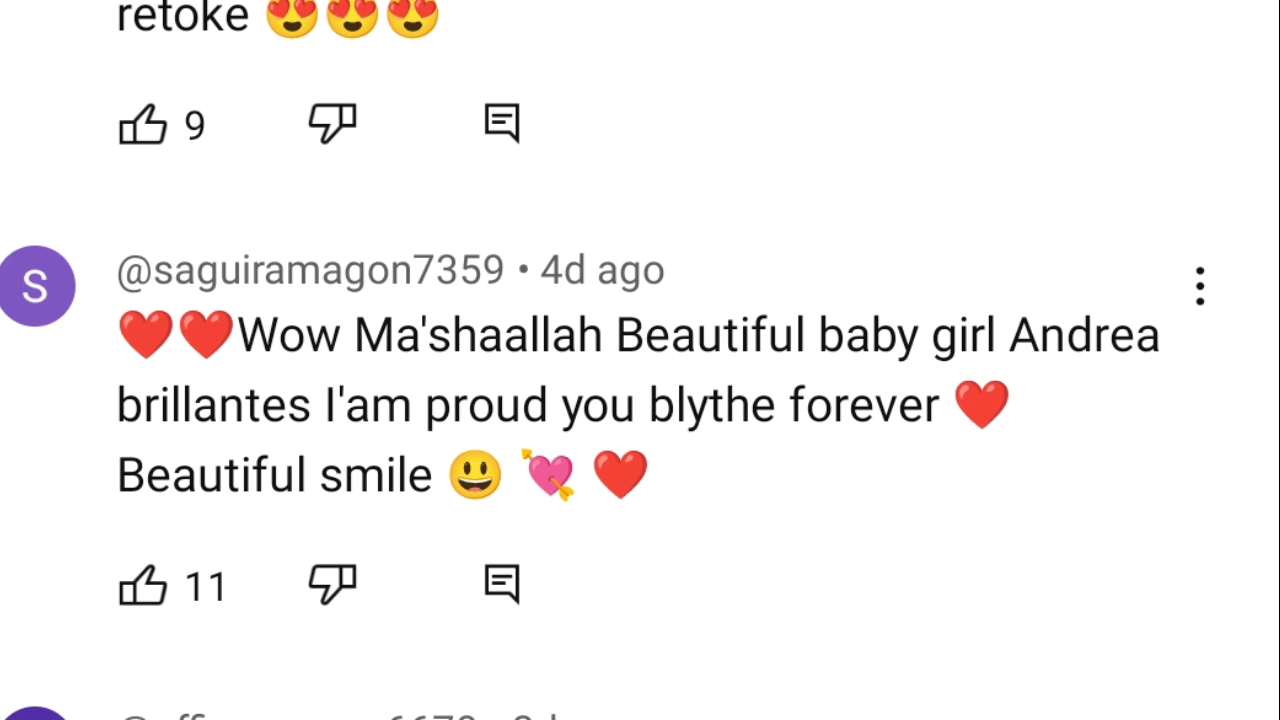 retoke 😍😍😍
9
S
@saguiramagon7359 • 4d ago
❤️❤️Wow Ma'shaallah Beautiful baby girl Andrea
brillantes I'am proud you blythe forever ❤️
Beautiful smile 😃 💘 ❤️
11